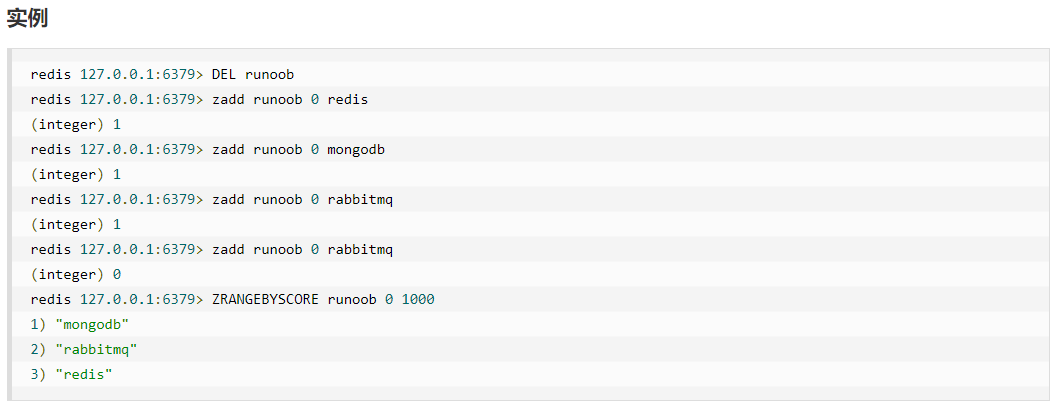 实例
redis 127.0.0.1:6379> DEL runoob
redis 127.0.0.1:6379> zadd runoob 0 redis
(integer) 1
redis 127.0.0.1:6379> zadd runoob 0 mongodb
(integer) 1
redis 127.0.0.1:6379> zadd runoob 0 rabbitmq
(integer) 1
redis 127.0.0.1:6379> zadd runoob 0 rabbitmq
(integer) 0
redis 127.0.0.1:6379> ZRANGEBYSCORE runoob 0 1000
1) "mongodb"
2) "rabbitmq"
3) "redis"